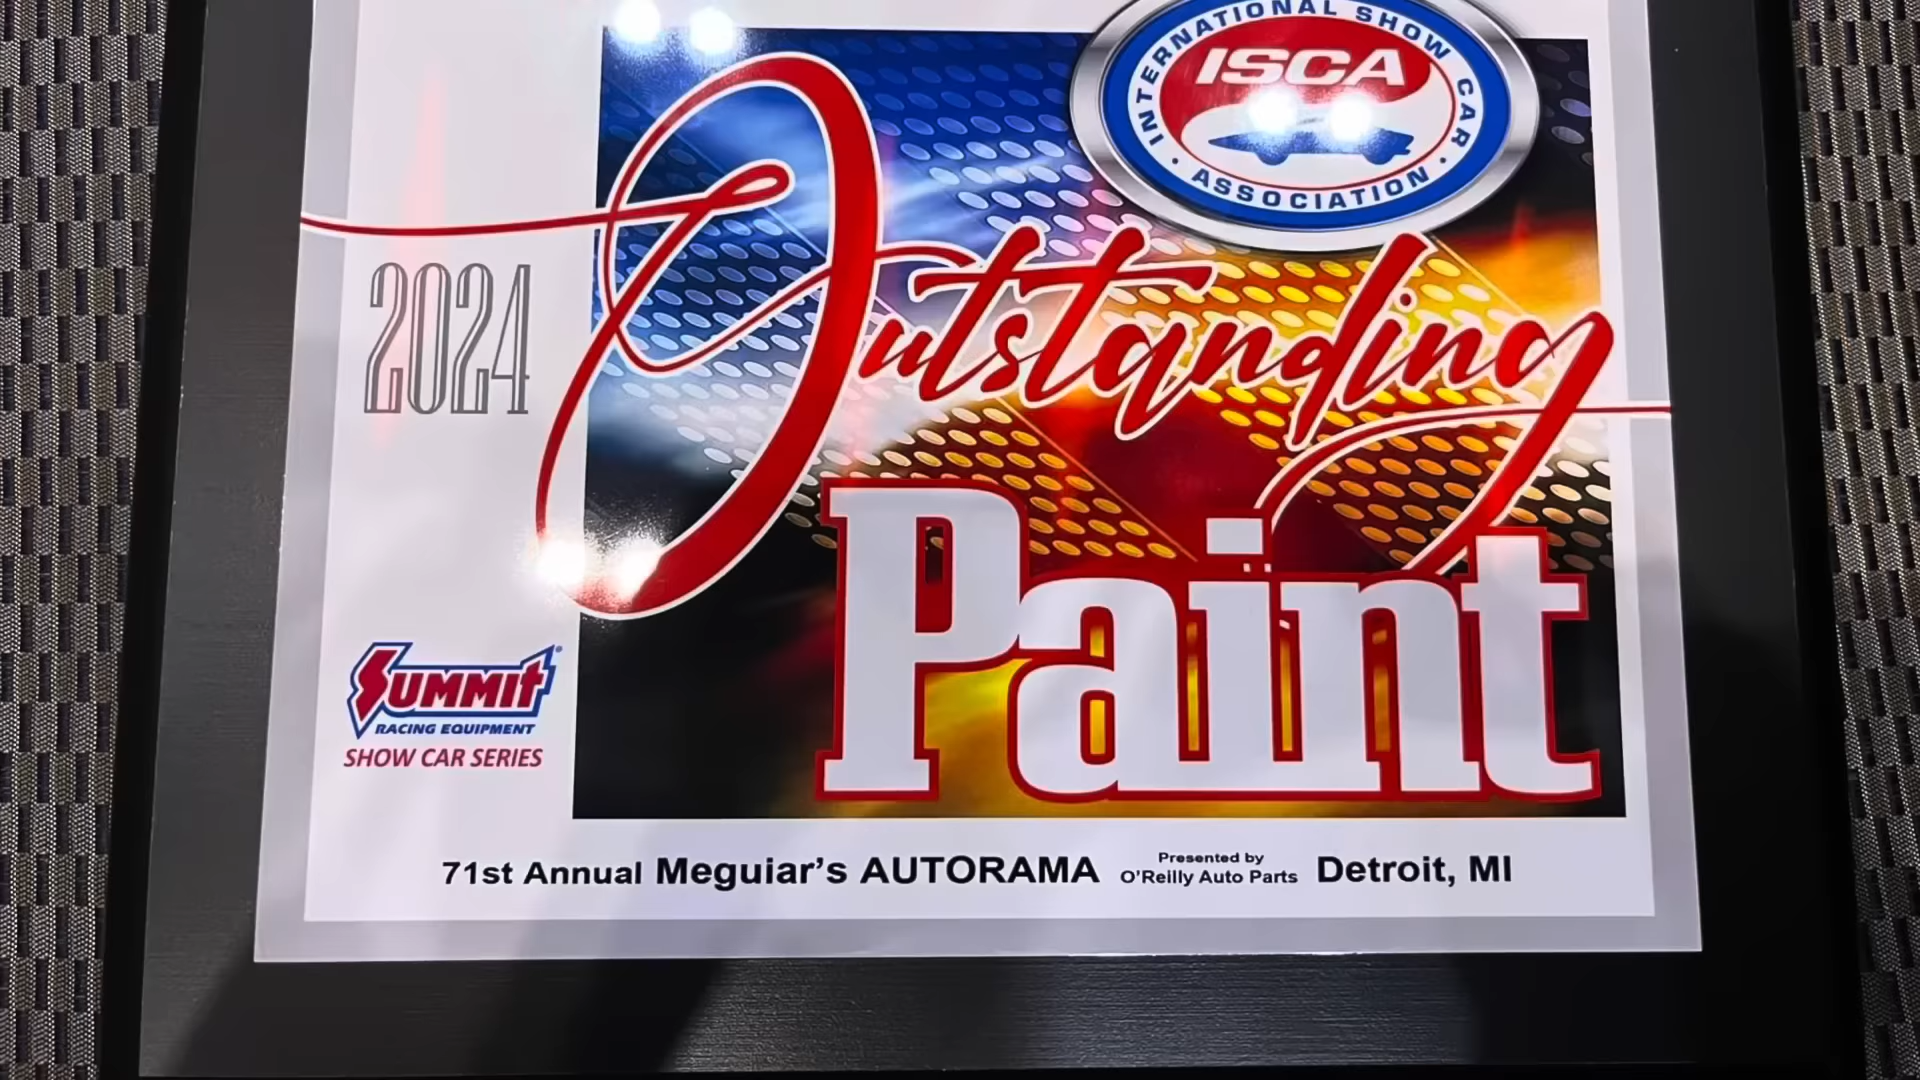 INTERNATIONAL SHOW CAR
ISCA
• ASSOCIATION •
Outstanding
2024
Paint
SUMMIT®
RACING EQUIPMENT
SHOW CAR SERIES
71st Annual Meguiar's AUTORAMA Presented by O'Reilly Auto Parts Detroit, MI